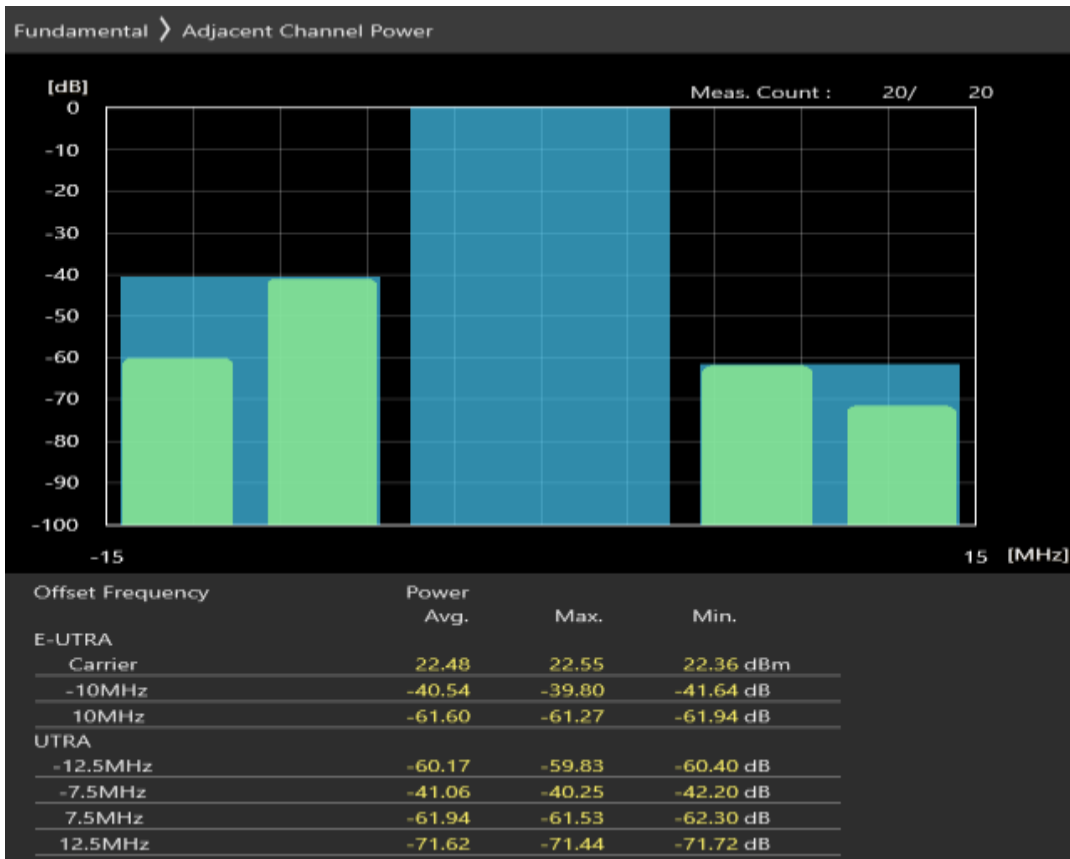 Fundamental 〉 Adjacent Channel Power
[dB]
Meas. Count : 20/ 20
0
-10
-20
-30
-40
-50
-60
-70
-80
-90
-100
-15 15 [MHz]
Offset Frequency Power
Avg. Max. Min.
E-UTRA
Carrier 22.48 22.55 22.36 dBm
-10MHz -40.54 -39.80 -41.64 dB
10MHz -61.60 -61.27 -61.94 dB
UTRA
-12.5MHz -60.17 -59.83 -60.40 dB
-7.5MHz -41.06 -40.25 -42.20 dB
7.5MHz -61.94 -61.53 -62.30 dB
12.5MHz -71.62 -71.44 -71.72 dB